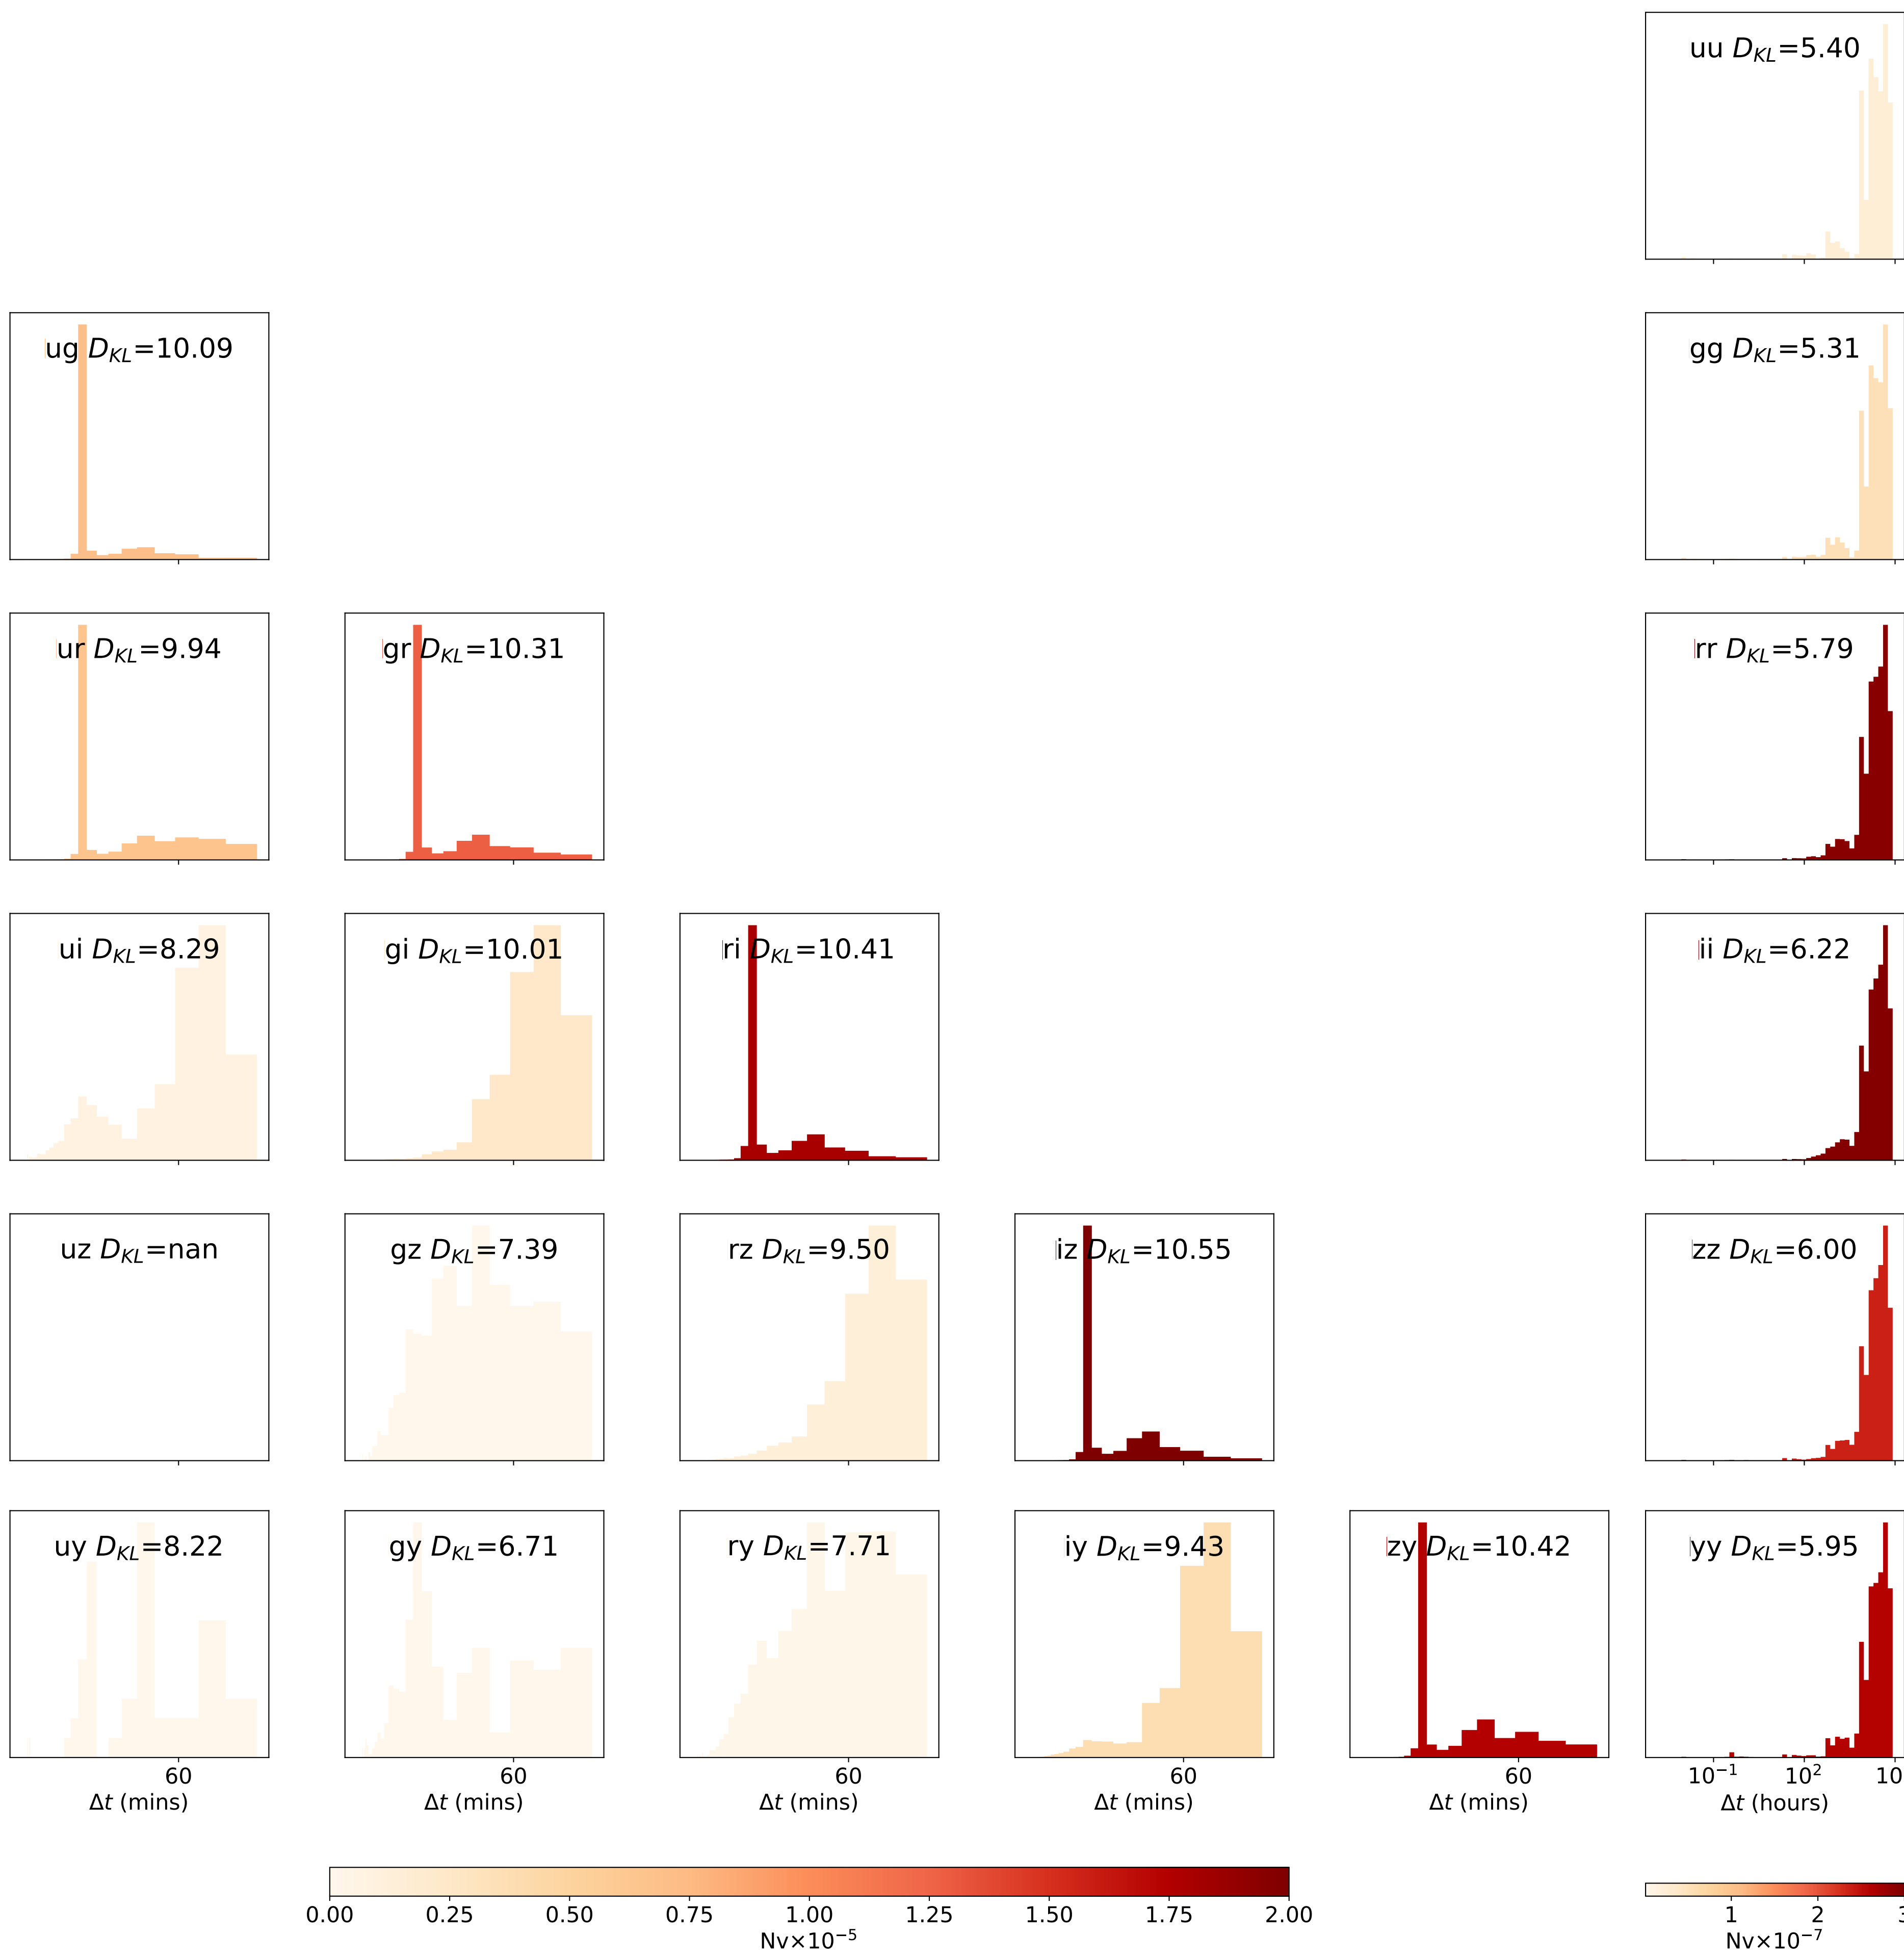 uu D_KL=5.40
ug D_KL=10.09
gg D_KL=5.31
ur D_KL=9.94
gr D_KL=10.31
rr D_KL=5.79
ui D_KL=8.29
gi D_KL=10.01
ri D_KL=10.41
ii D_KL=6.22
uz D_KL=nan
gz D_KL=7.39
rz D_KL=9.50
iz D_KL=10.55
zz D_KL=6.00
uy D_KL=8.22
gy D_KL=6.71
ry D_KL=7.71
iy D_KL=9.43
zy D_KL=10.42
yy D_KL=5.95
60
60
60
60
60
10⁻¹ 10² 10
Δt (mins)
Δt (mins)
Δt (mins)
Δt (mins)
Δt (mins)
Δt (hours)
0.00 0.25 0.50 0.75 1.00 1.25 1.50 1.75 2.00
Nv×10⁻⁵
1 2
Nv×10⁻⁷